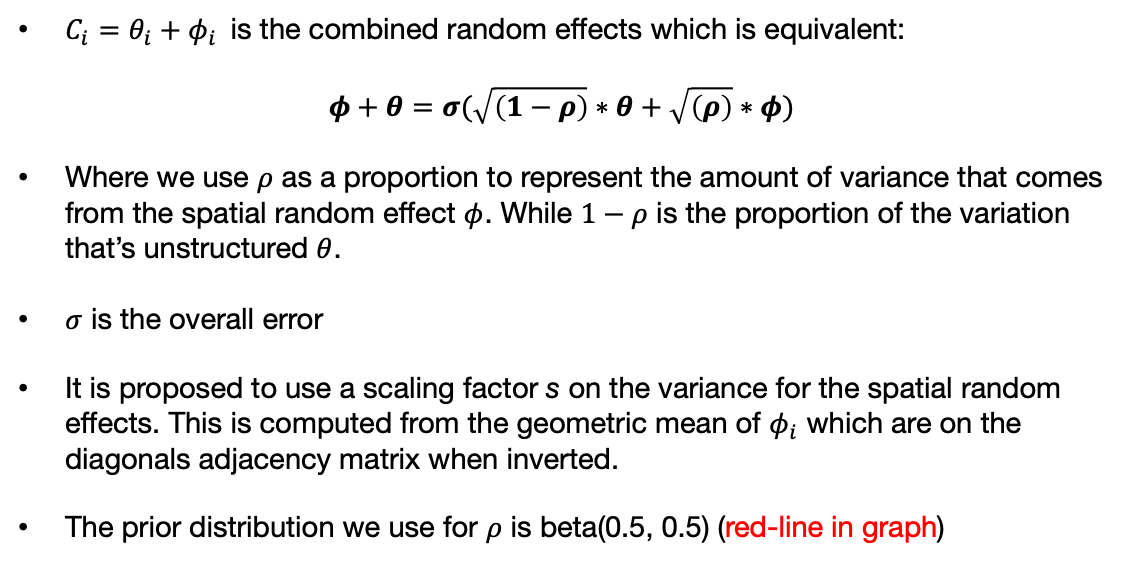 • C𝑖 = θ𝑖 + ϕ𝑖 is the combined random effects which is equivalent:
ϕ + θ = σ(√(1 − ρ) * θ + √(ρ) * ϕ)
• Where we use ρ as a proportion to represent the amount of variance that comes
from the spatial random effect ϕ. While 1 − ρ is the proportion of the variation
that’s unstructured θ.
• σ is the overall error
• It is proposed to use a scaling factor s on the variance for the spatial random
effects. This is computed from the geometric mean of ϕ𝑖 which are on the
diagonals adjacency matrix when inverted.
• The prior distribution we use for ρ is beta(0.5, 0.5) (red-line in graph)